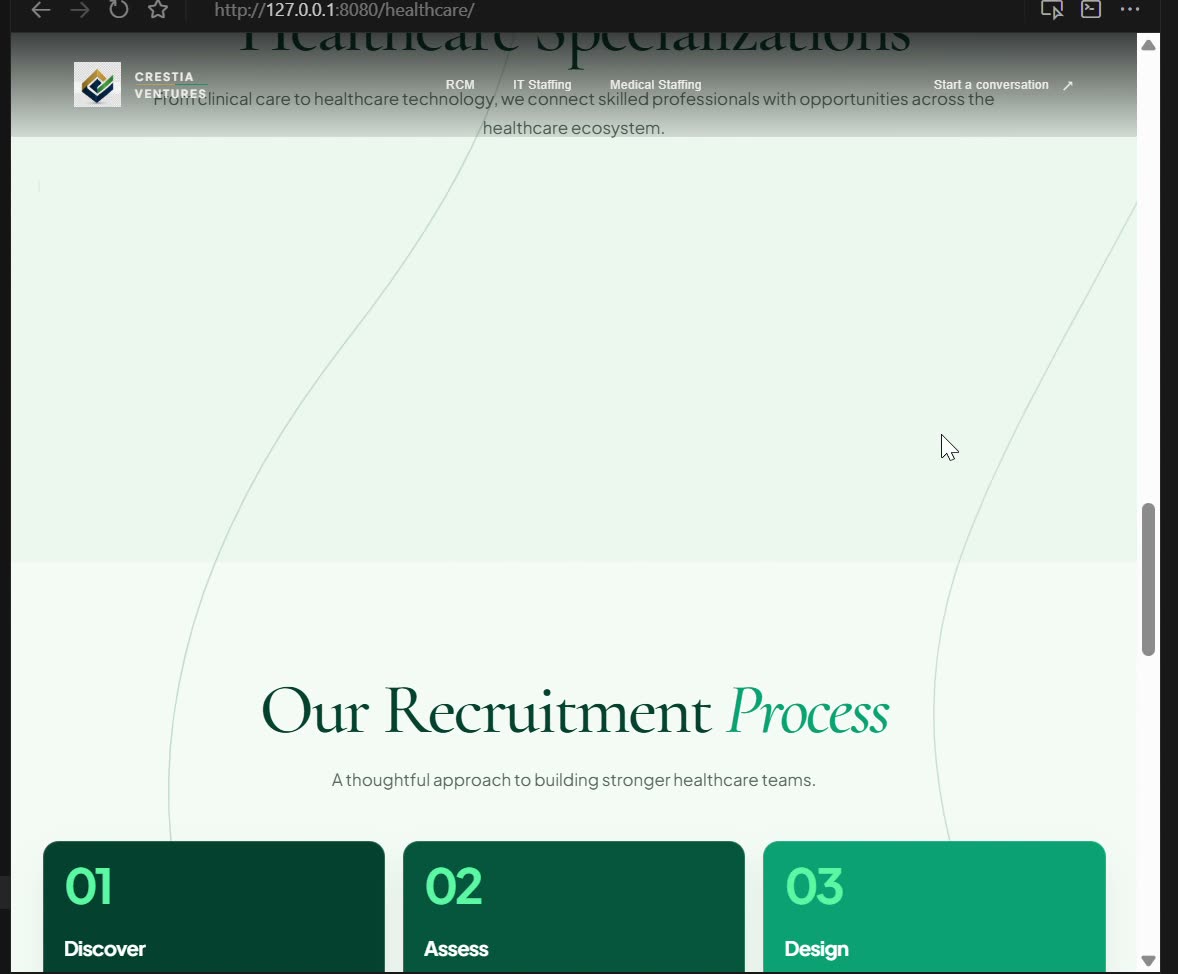 http://127.0.0.1:8080/healthcare/
Healthcare Specializations
CRESTIA
VENTURES
RCM
IT Staffing
Medical Staffing
Start a conversation ↗
From clinical care to healthcare technology, we connect skilled professionals with opportunities across the
healthcare ecosystem.
Our Recruitment Process
A thoughtful approach to building stronger healthcare teams.
01
Discover
02
Assess
03
Design